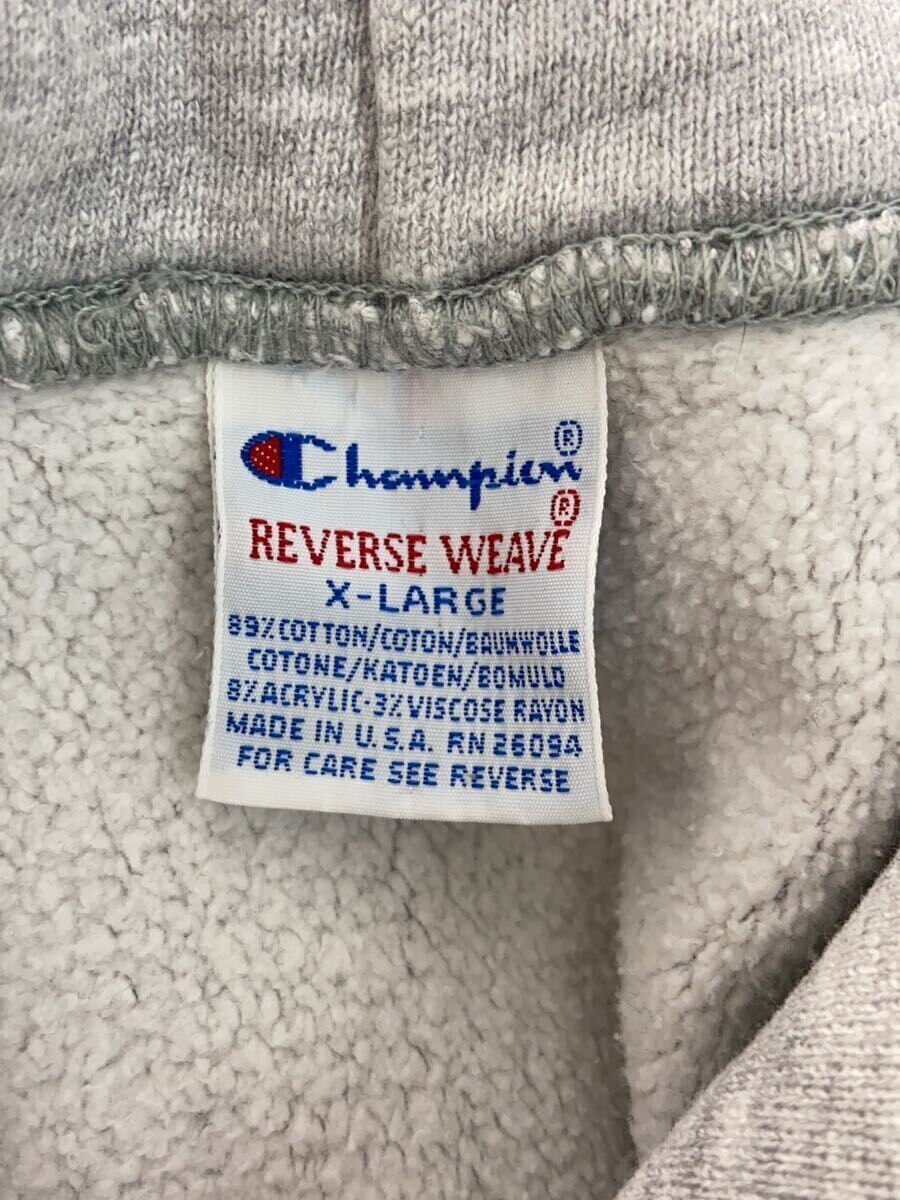 Champion®
REVERSE WEAVE®
X-LARGE
89% COTTON/COTON/BAUMWOLLE
COTONE/KATOEN/BOMULD
8% ACRYLIC-3% VISCOSE RAYON
MADE IN U.S.A. RN 26094
FOR CARE SEE REVERSE